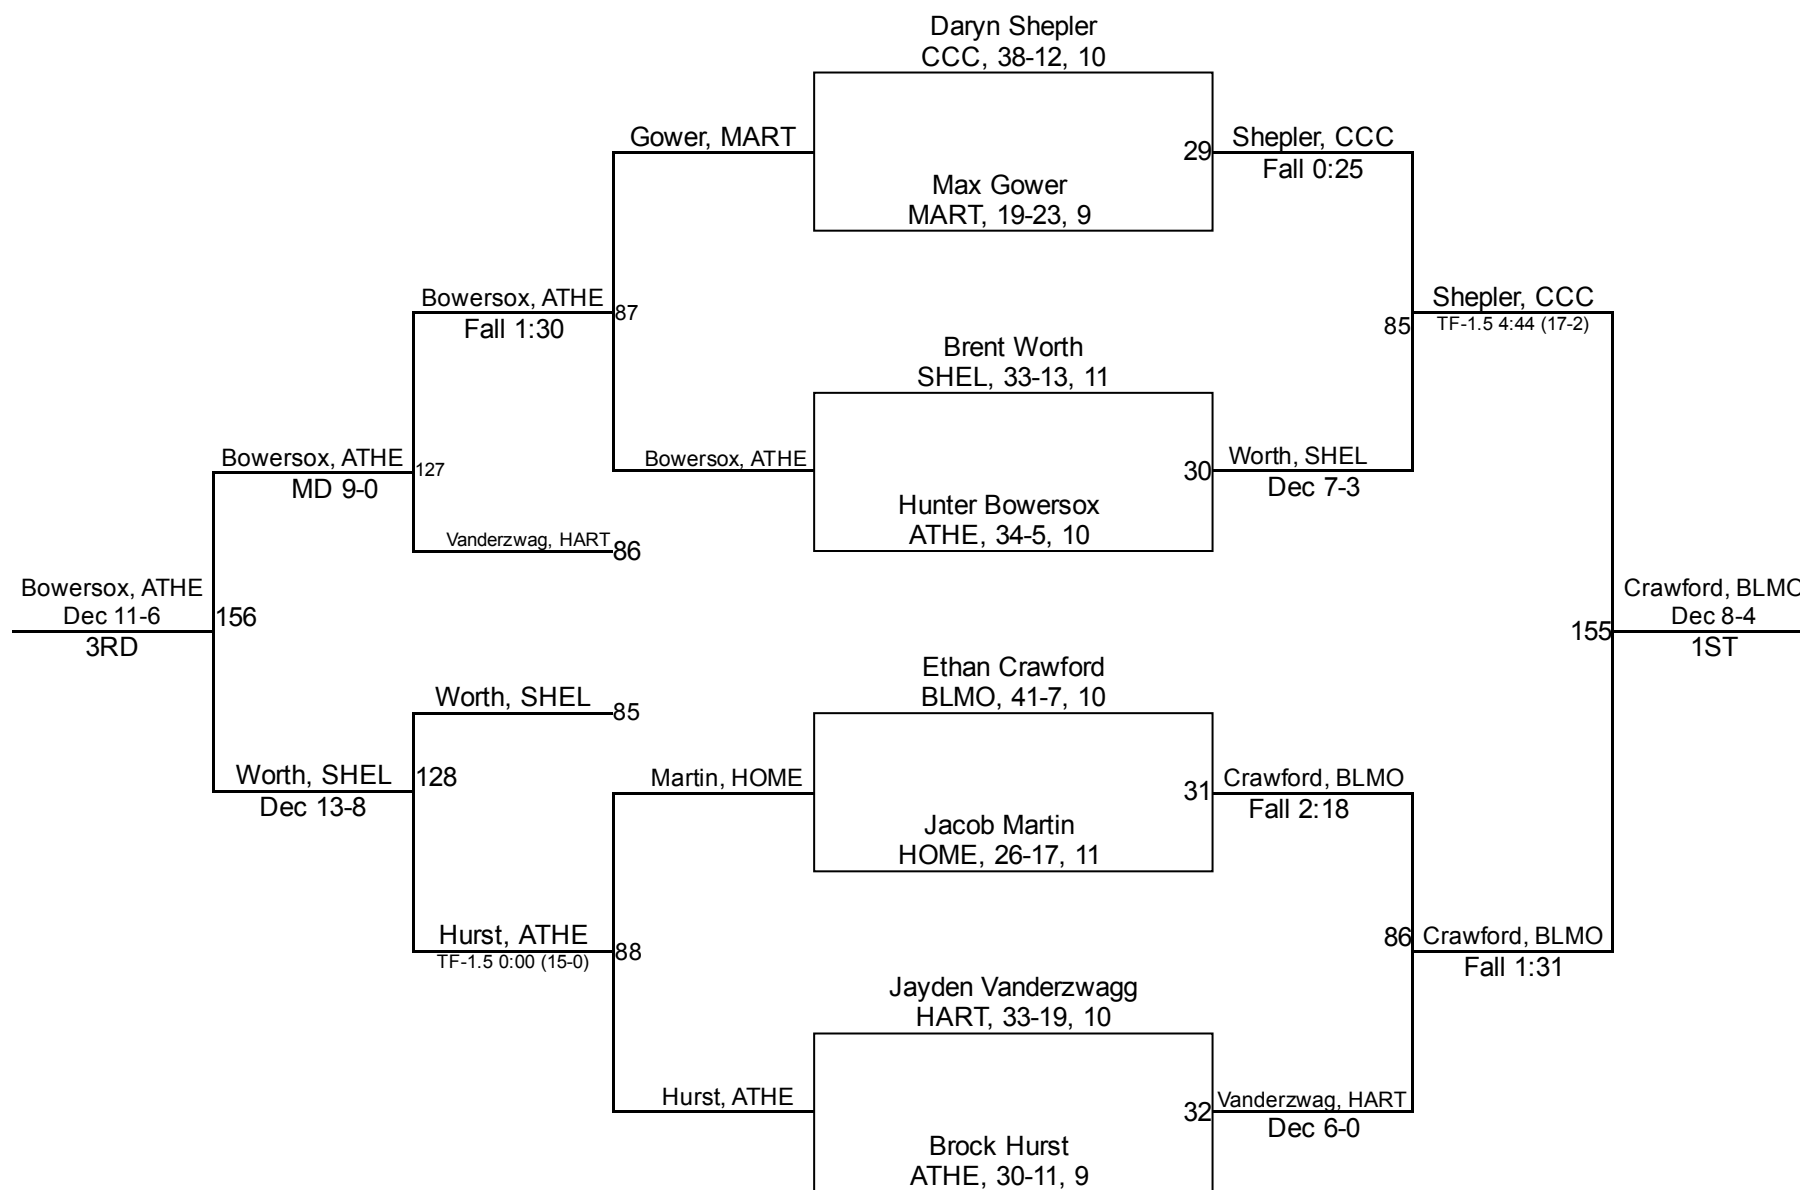 Daryn Shepler
CCC, 38-12, 10
Gower, MART
29
Shepler, CCC
Fall 0:25
Max Gower
MART, 19-23, 9
Bowersox, ATHE
Fall 1:30
87
Shepler, CCC
TF-1.5 4:44 (17-2)
85
Brent Worth
SHEL, 33-13, 11
Bowersox, ATHE
MD 9-0
127
Bowersox, ATHE
30
Worth, SHEL
Dec 7-3
Hunter Bowersox
ATHE, 34-5, 10
Vanderzwag, HART
86
Bowersox, ATHE
Dec 11-6
3RD
156
155
Crawford, BLMO
Dec 8-4
1ST
Ethan Crawford
BLMO, 41-7, 10
Worth, SHEL
85
Worth, SHEL
Dec 13-8
128
Martin, HOME
31
Crawford, BLMO
Fall 2:18
Jacob Martin
HOME, 26-17, 11
Hurst, ATHE
TF-1.5 0:00 (15-0)
88
86
Crawford, BLMO
Fall 1:31
Jayden Vanderzwagg
HART, 33-19, 10
Hurst, ATHE
32
Vanderzwag, HART
Dec 6-0
Brock Hurst
ATHE, 30-11, 9